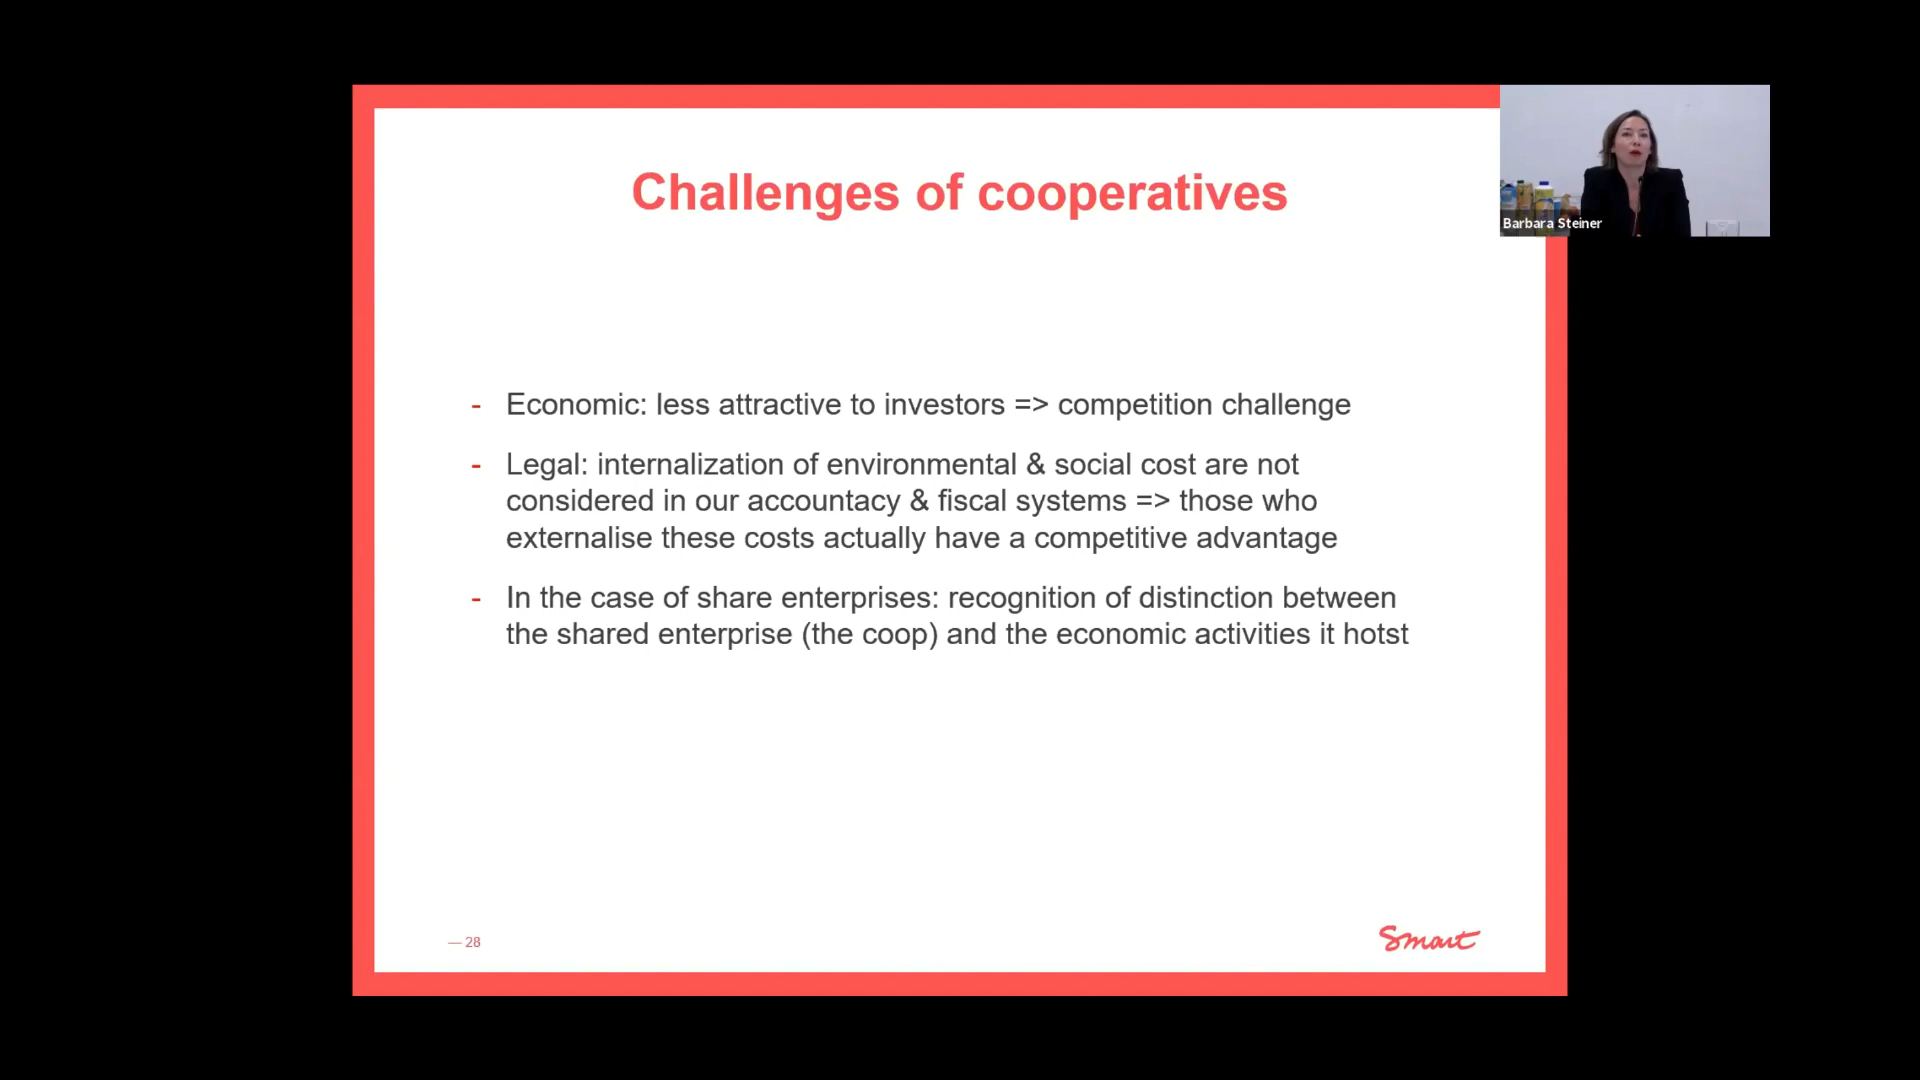 Challenges of cooperatives
Barbara Steiner
- Economic: less attractive to investors => competition challenge
- Legal: internalization of environmental & social cost are not
considered in our accountacy & fiscal systems => those who
externalise these costs actually have a competitive advantage
- In the case of share enterprises: recognition of distinction between
the shared enterprise (the coop) and the economic activities it hotst
— 28
Smart